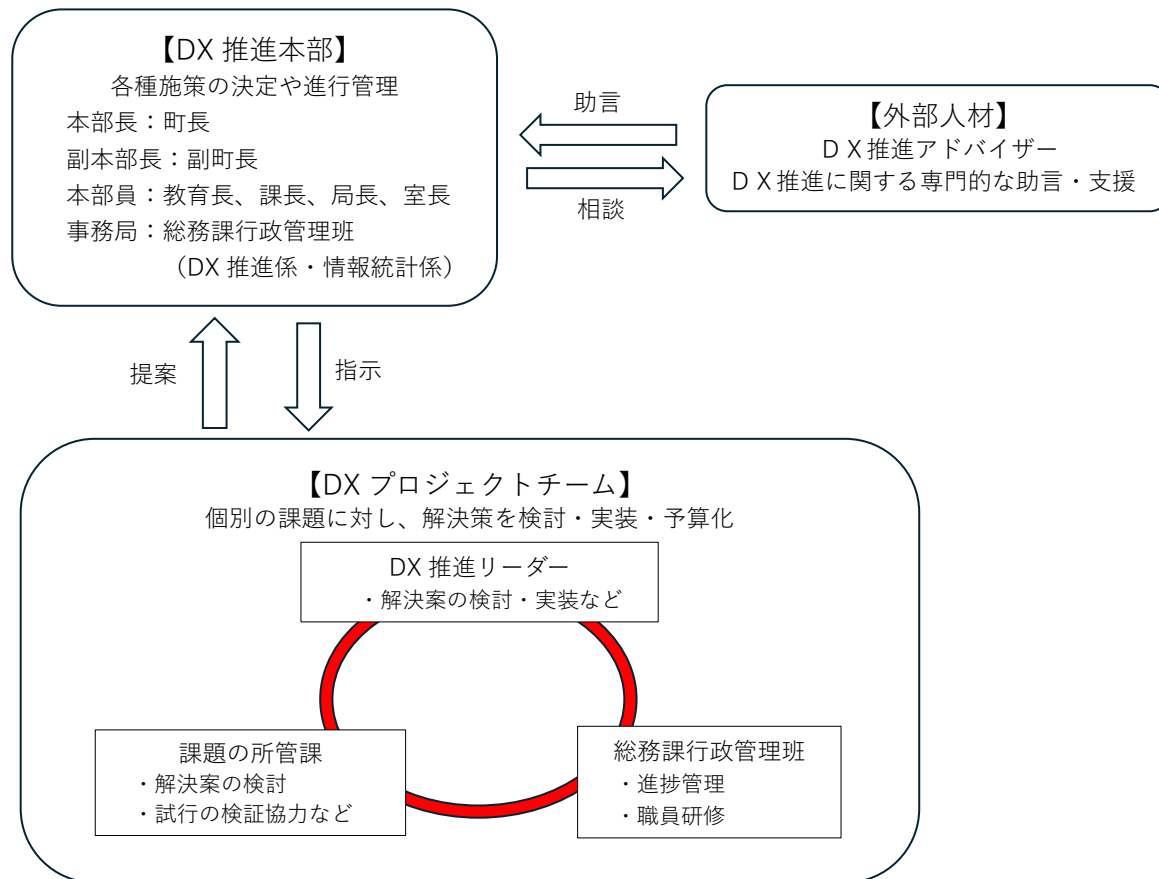 【DX 推進本部】
各種施策の決定や進行管理
本部長：町長
副本部長：副町長
本部員：教育長、課長、局長、室長
事務局：総務課行政管理班
（DX 推進係・情報統計係）
助言
相談
【外部人材】
ＤＸ推進アドバイザー
ＤＸ推進に関する専門的な助言・支援
提案
指示
【DX プロジェクトチーム】
個別の課題に対し、解決策を検討・実装・予算化
DX 推進リーダー
・解決案の検討・実装など
課題の所管課
・解決案の検討
・試行の検証協力など
総務課行政管理班
・進捗管理
・職員研修